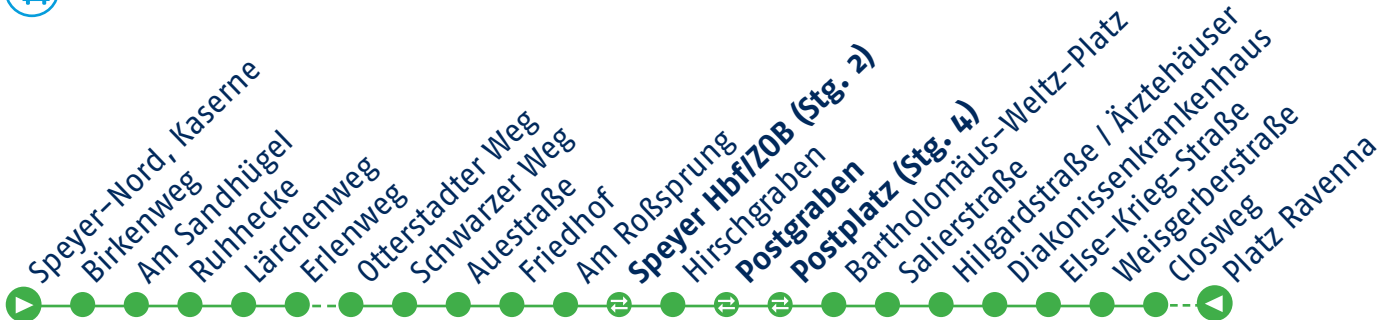 Speyer-Nord, Kaserne
Birkenweg
Am Sandhügel
Ruhhecke
Lärchenweg
Erlenweg
Otterstadter Weg
Schwarzer Weg
Auestraße
Friedhof
Am Roßsprung
Speyer Hbf/ZOB (Stg. 2)
Hirschgraben
Postgraben
Postplatz (Stg. 4)
Bartholomäus-Weltz-Platz
Salierstraße
Hilgardstraße / Ärztehäuser
Diakonissenkrankenhaus
Else-Krieg-Straße
Weisgerberstraße
Closweg
Platz Ravenna